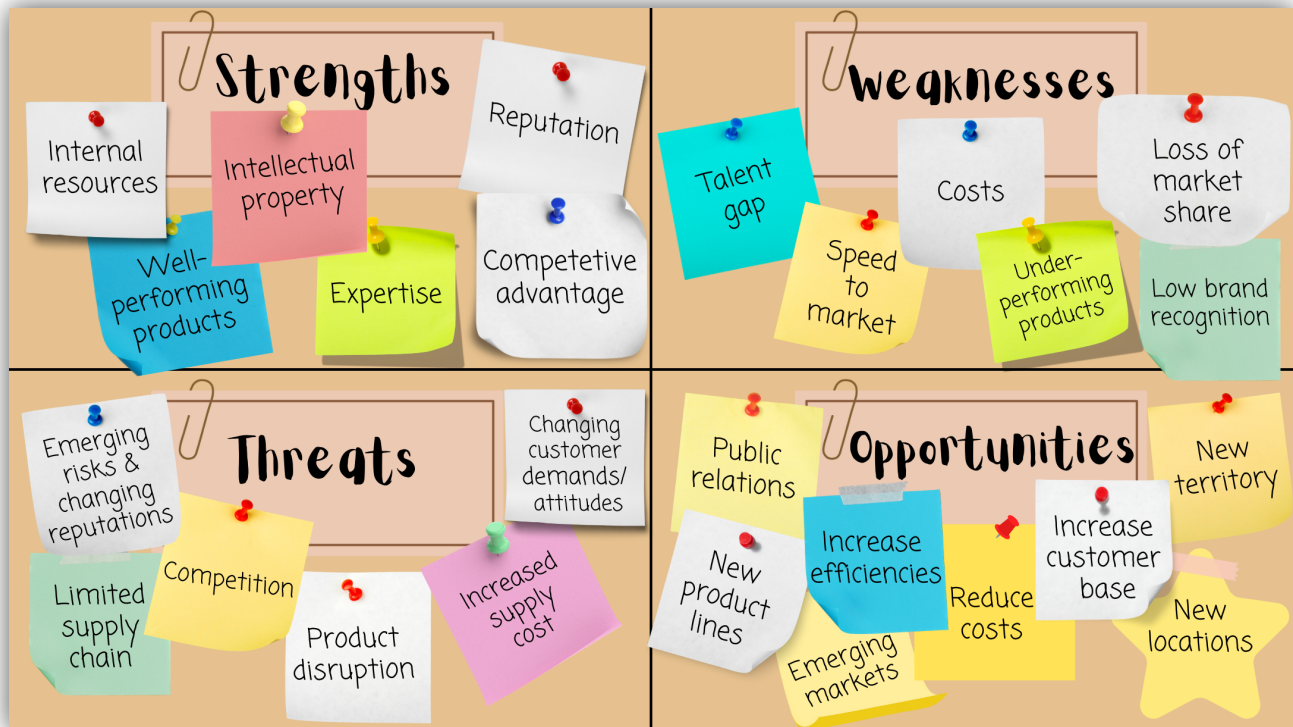 Strengths
Internal
resources
Intellectual
property
Reputation
Well-
performing
products
Expertise
Competetive
advantage
Weaknesses
Talent
gap
Speed
to
market
Costs
Under-
performing
products
Loss of
market
share
Low brand
recognition
Threats
Emerging
risks &
changing
reputations
Limited
supply
chain
Competition
Product
disruption
Increased
supply
cost
Changing
customer
demands/
attitudes
Opportunities
Public
relations
New
product
lines
Increase
efficiencies
Emerging
markets
Reduce
costs
Increase
customer
base
New
territory
New
locations